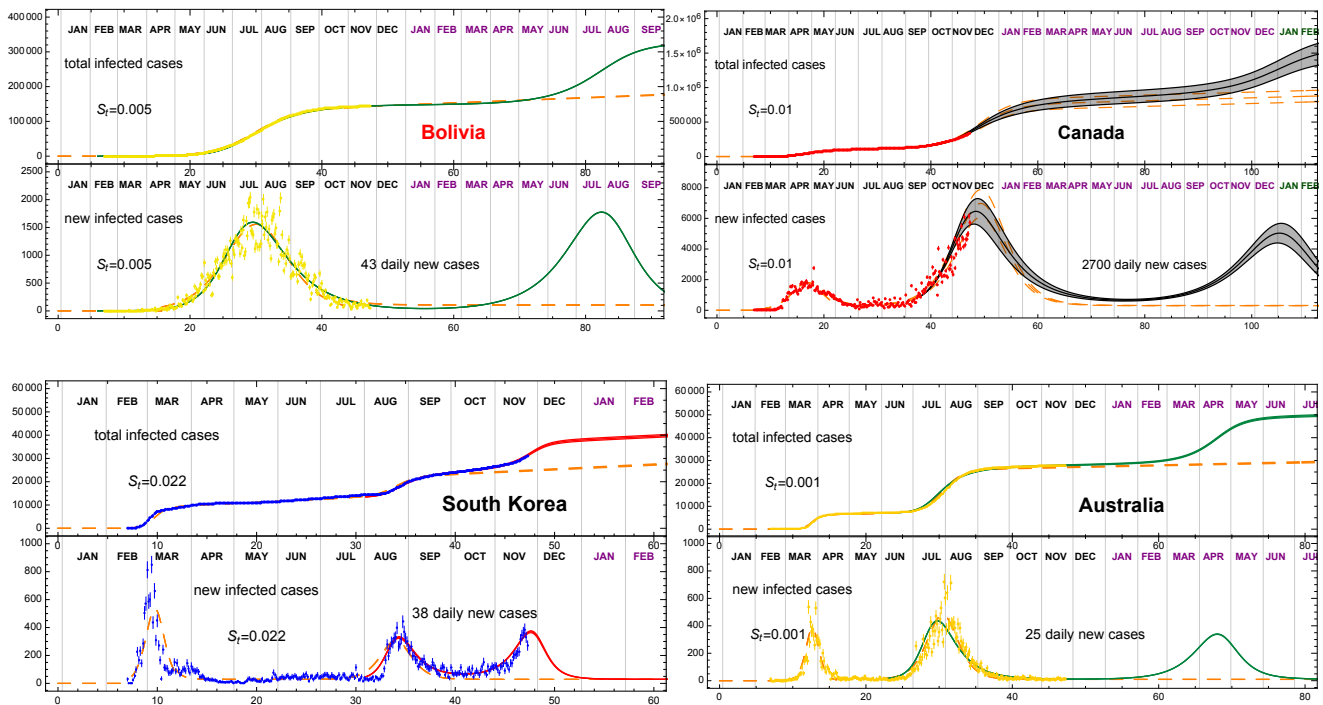 400 000
JAN FEB MAR APR MAY JUN JUL AUG SEP OCT NOV DEC JAN FEB MAR APR MAY JUN JUL AUG SEP
300 000
total infected cases
200 000
St=0.005
Bolivia
100 000
0
0 20 40 60 80
2500
JAN FEB MAR APR MAY JUN JUL AUG SEP OCT NOV DEC JAN FEB MAR APR MAY JUN JUL AUG SEP
2000
new infected cases
1500
St=0.005
43 daily new cases
1000
500
0
0 20 40 60 80
2.0×10⁶
JAN FEB MAR APR MAY JUN JUL AUG SEP OCT NOV DEC JAN FEB MAR APR MAY JUN JUL AUG SEP OCT NOV DEC JAN FEB
1.5×10⁶
total infected cases
1.0×10⁶
St=0.01
Canada
500 000
0
0 20 40 60 80 100
8000
JAN FEB MAR APR MAY JUN JUL AUG SEP OCT NOV DEC JAN FEB MAR APR MAY JUN JUL AUG SEP OCT NOV DEC JAN FEB
new infected cases
6000
4000
St=0.01
2700 daily new cases
2000
0
0 20 40 60 80 100
60 000
JAN FEB MAR APR MAY JUN JUL AUG SEP OCT NOV DEC JAN FEB
50 000
total infected cases
40 000
30 000
St=0.022
20 000
South Korea
10 000
0
0 10 20 30 40 50 60
1000
JAN FEB MAR APR MAY JUN JUL AUG SEP OCT NOV DEC JAN FEB
800
new infected cases
600
38 daily new cases
400
St=0.022
200
0
0 10 20 30 40 50 60
60 000
JAN FEB MAR APR MAY JUN JUL AUG SEP OCT NOV DEC JAN FEB MAR APR MAY JUN
50 000
total infected cases
40 000
30 000
St=0.001
20 000
Australia
10 000
0
0 20 40 60 80
1000
JAN FEB MAR APR MAY JUN JUL AUG SEP OCT NOV DEC JAN FEB MAR APR MAY JUN
800
new infected cases
600
St=0.001
25 daily new cases
400
200
0
0 20 40 60 80